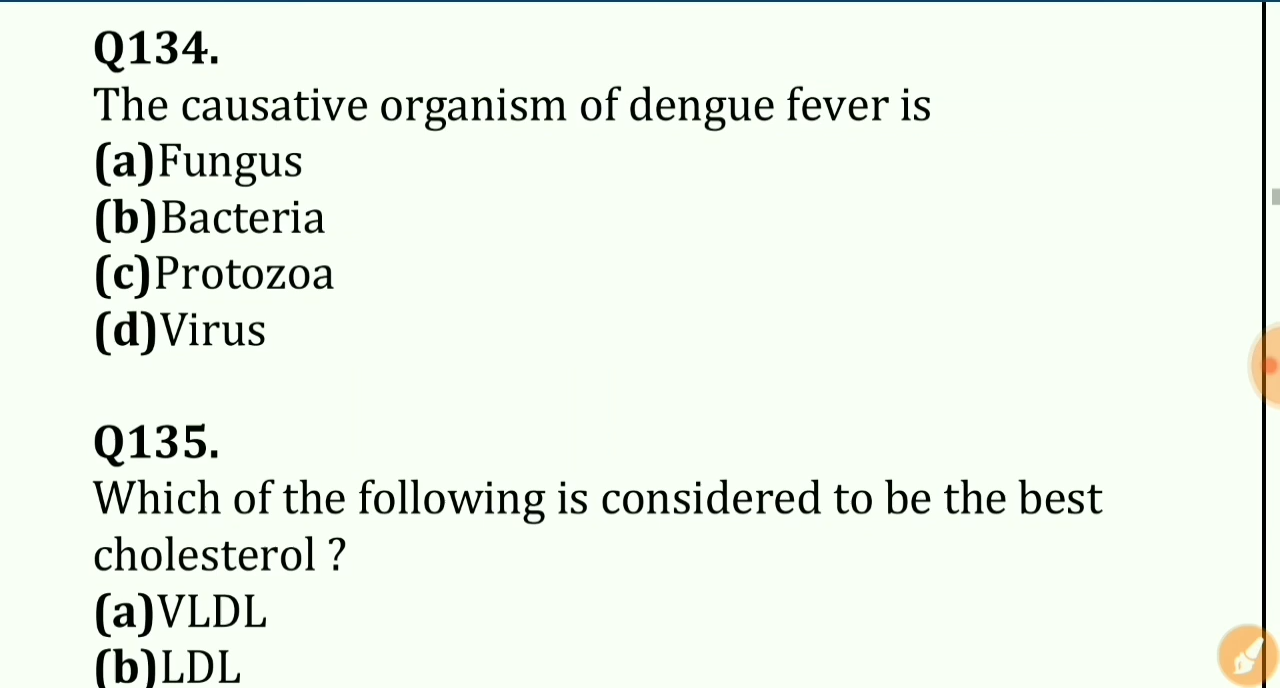 Q134.
The causative organism of dengue fever is
(a)Fungus
(b)Bacteria
(c)Protozoa
(d)Virus
Q135.
Which of the following is considered to be the best
cholesterol ?
(a)VLDL
(b)LDL